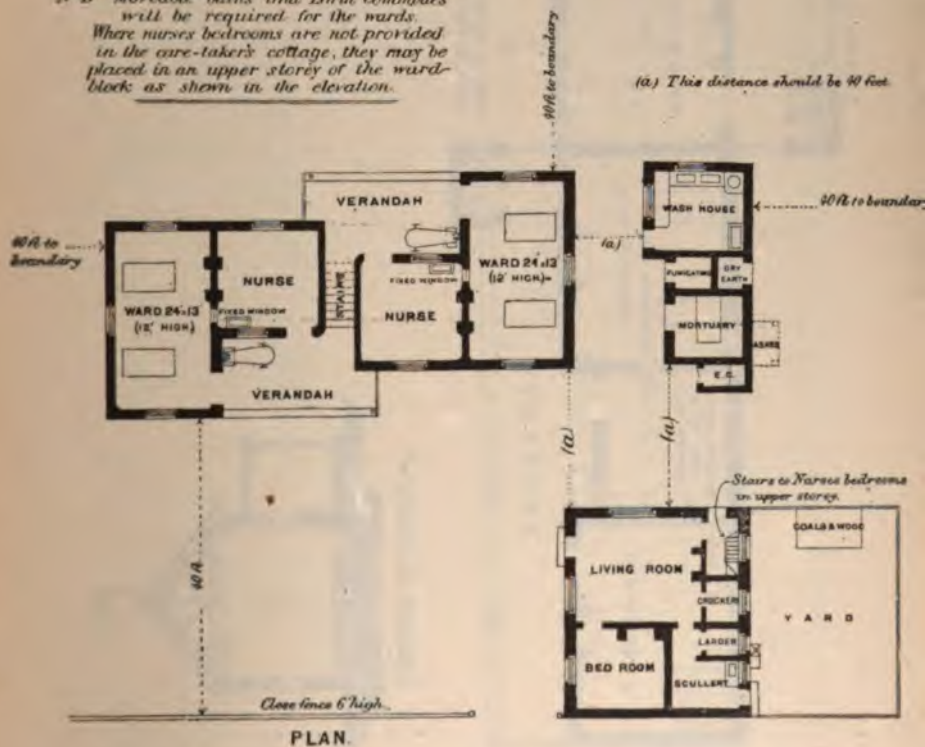 N.B. Moveable baths and Earth Commodes
will be required for the wards.
Where nurses bedrooms are not provided
in the care-taker's cottage, they may be
placed in an upper storey of the ward-
block as shewn in the elevation.
(a) This distance should be 40 feet
40 ft to boundary
VERANDAH
WASH HOUSE
40 ft to boundary
40 ft to
boundary
(a)
NURSE
STAIRS
FIXED WINDOW
WARD 24 x 13
(12' HIGH)
FUMIGATING
DRY
EARTH
WARD 24 x 13
(12' HIGH)
FIXED WINDOW
NURSE
MORTUARY
ASHES
E.C.
VERANDAH
(a)
(a)
Stairs to Nurses bedrooms
in upper storey.
COALS & WOOD
40 ft.
LIVING ROOM
CROCKERY
YARD
LARDER
BED ROOM
SCULLERY
Close fence 6' high.
PLAN.